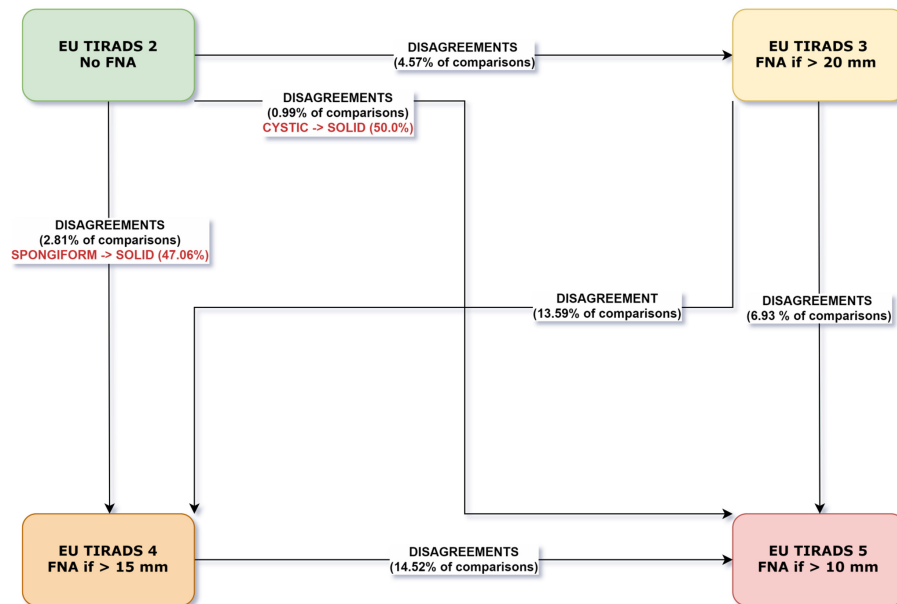 EU TIRADS 2
No FNA
DISAGREEMENTS
(4.57% of comparisons)
EU TIRADS 3
FNA if > 20 mm
DISAGREEMENTS
(0.99% of comparisons)
CYSTIC -> SOLID (50.0%)
DISAGREEMENTS
(2.81% of comparisons)
SPONGIFORM -> SOLID (47.06%)
DISAGREEMENT
(13.59% of comparisons)
DISAGREEMENTS
(6.93 % of comparisons)
EU TIRADS 4
FNA if > 15 mm
DISAGREEMENTS
(14.52% of comparisons)
EU TIRADS 5
FNA if > 10 mm